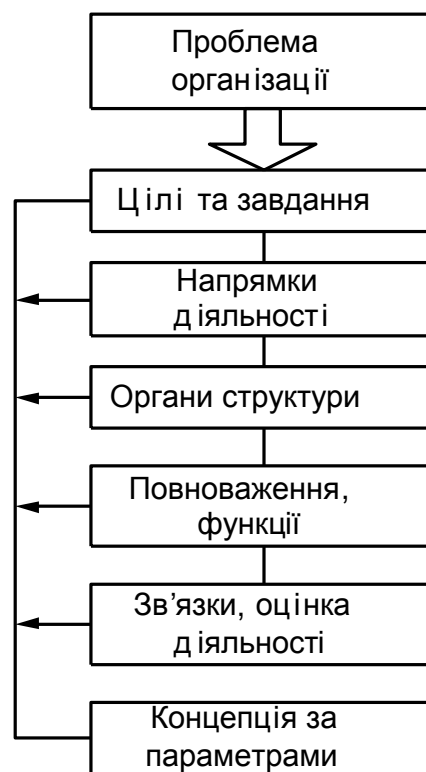 Проблема
організації
Цілі та завдання
Напрямки
діяльності
Органи структури
Повноваження,
функції
Зв'язки, оцінка
діяльності
Концепція за
параметрами